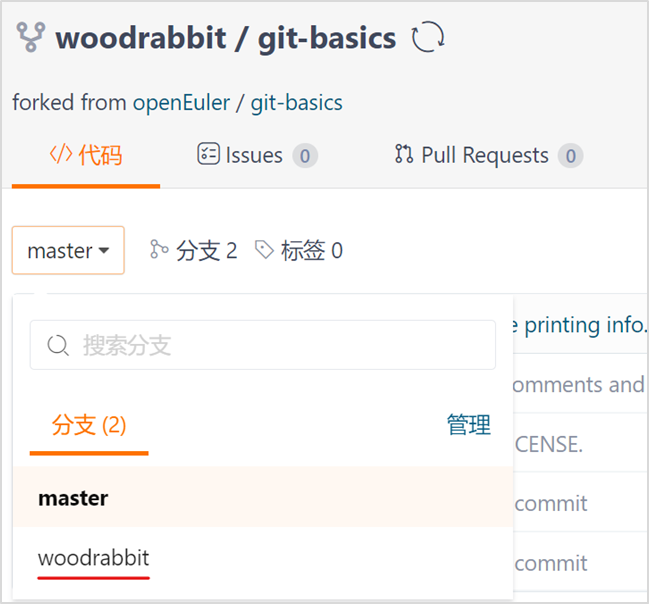 woodrabbit / git-basics
forked from openEuler / git-basics
</> 代码 Issues 0 Pull Requests 0
master 分支 2 标签 0
搜索分支
printing info.
分支 (2) 管理
omments and
CENSE.
master
commit
woodrabbit
commit